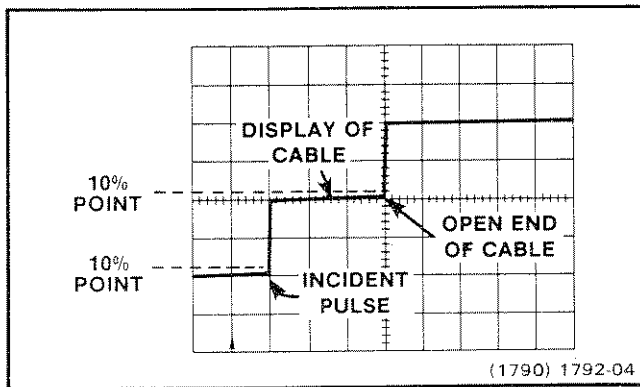 DISPLAY OF
CABLE
10%
POINT
OPEN END
OF CABLE
10%
POINT
INCIDENT
PULSE
(1790) 1792-04